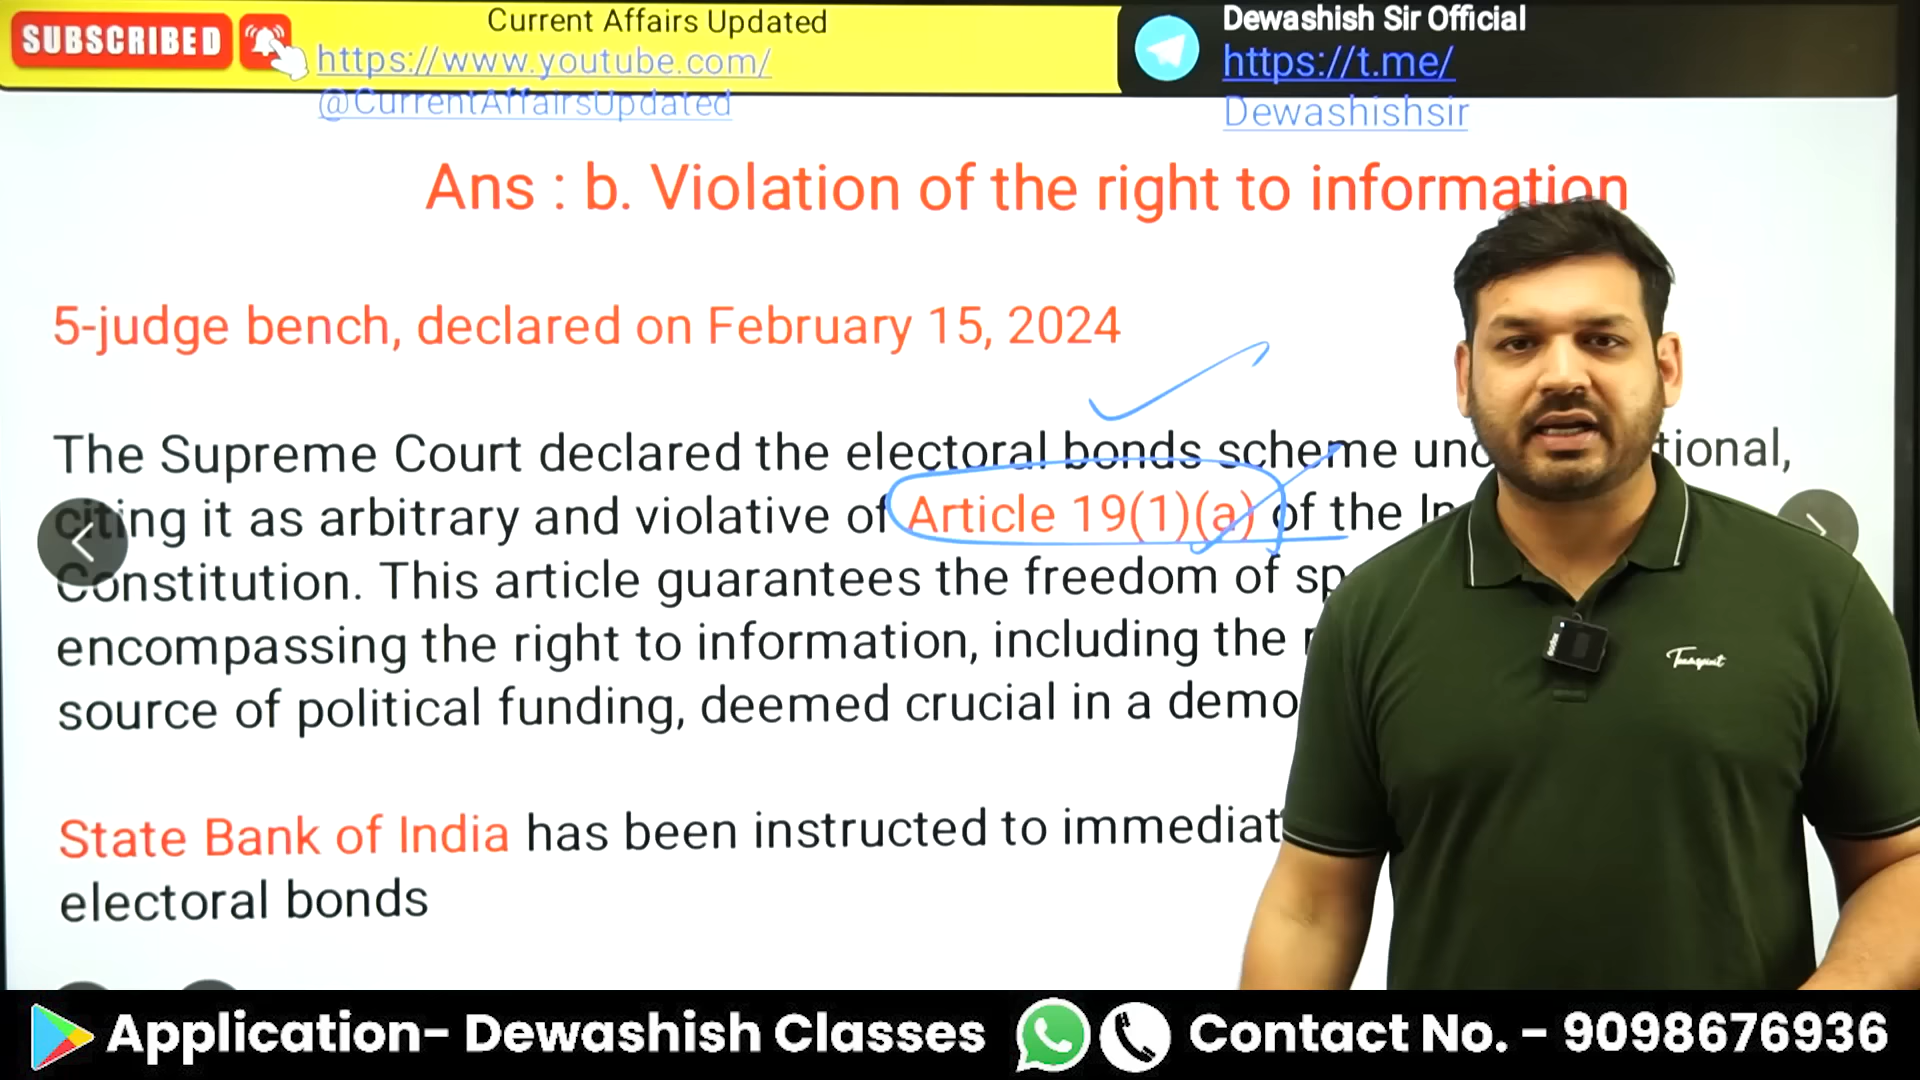 SUBSCRIBED
Current Affairs Updated
https://www.youtube.com/
@CurrentAffairsUpdated
Dewashish Sir Official
https://t.me/
Dewashishsir
Ans : b. Violation of the right to information
5-judge bench, declared on February 15, 2024
The Supreme Court declared the electoral bonds scheme unc tional,
citing it as arbitrary and violative of Article 19(1)(a) of the In
Constitution. This article guarantees the freedom of sp
encompassing the right to information, including the r
source of political funding, deemed crucial in a demo
State Bank of India has been instructed to immediat
electoral bonds
Application- Dewashish Classes
Contact No. - 9098676936